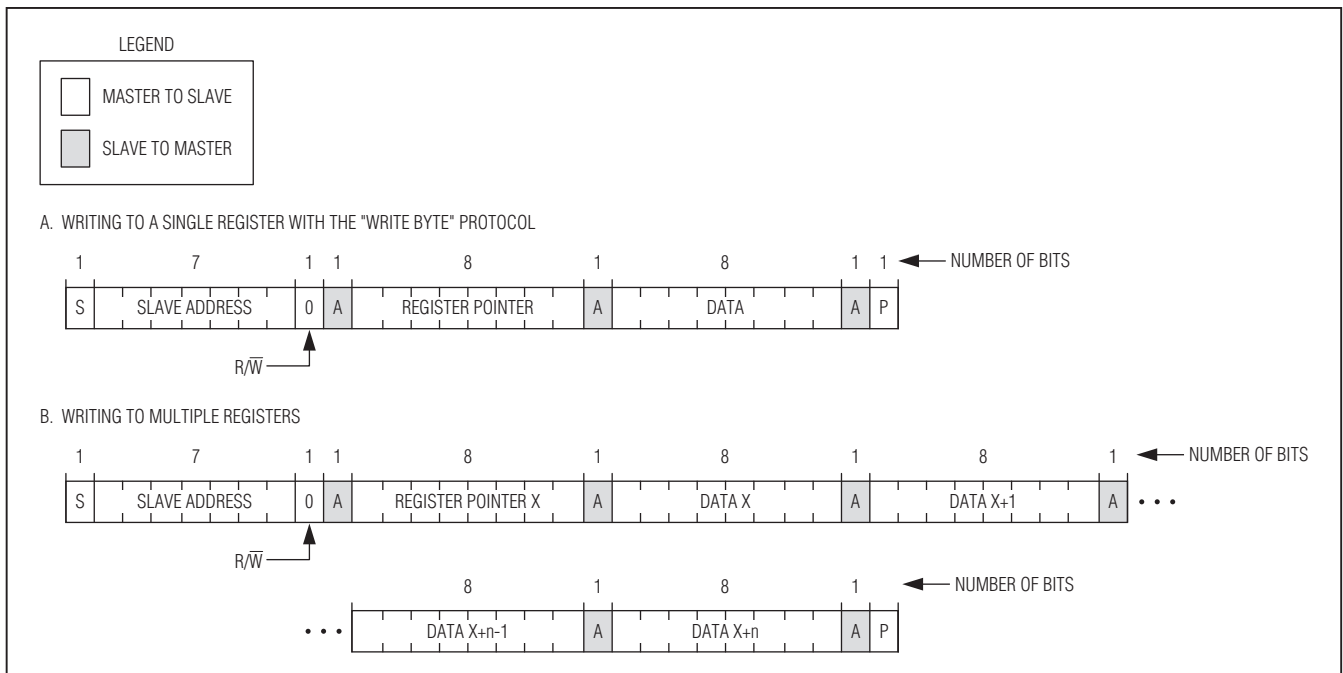 LEGEND
MASTER TO SLAVE
SLAVE TO MASTER
A. WRITING TO A SINGLE REGISTER WITH THE "WRITE BYTE" PROTOCOL
1 7 1 1 8 1 8 1 1 NUMBER OF BITS
S SLAVE ADDRESS 0 A REGISTER POINTER A DATA A P
R/W̅
B. WRITING TO MULTIPLE REGISTERS
1 7 1 1 8 1 8 1 8 1 NUMBER OF BITS
S SLAVE ADDRESS 0 A REGISTER POINTER X A DATA X A DATA X+1 A • • •
R/W̅
8 1 8 1 NUMBER OF BITS
• • • DATA X+n-1 A DATA X+n A P